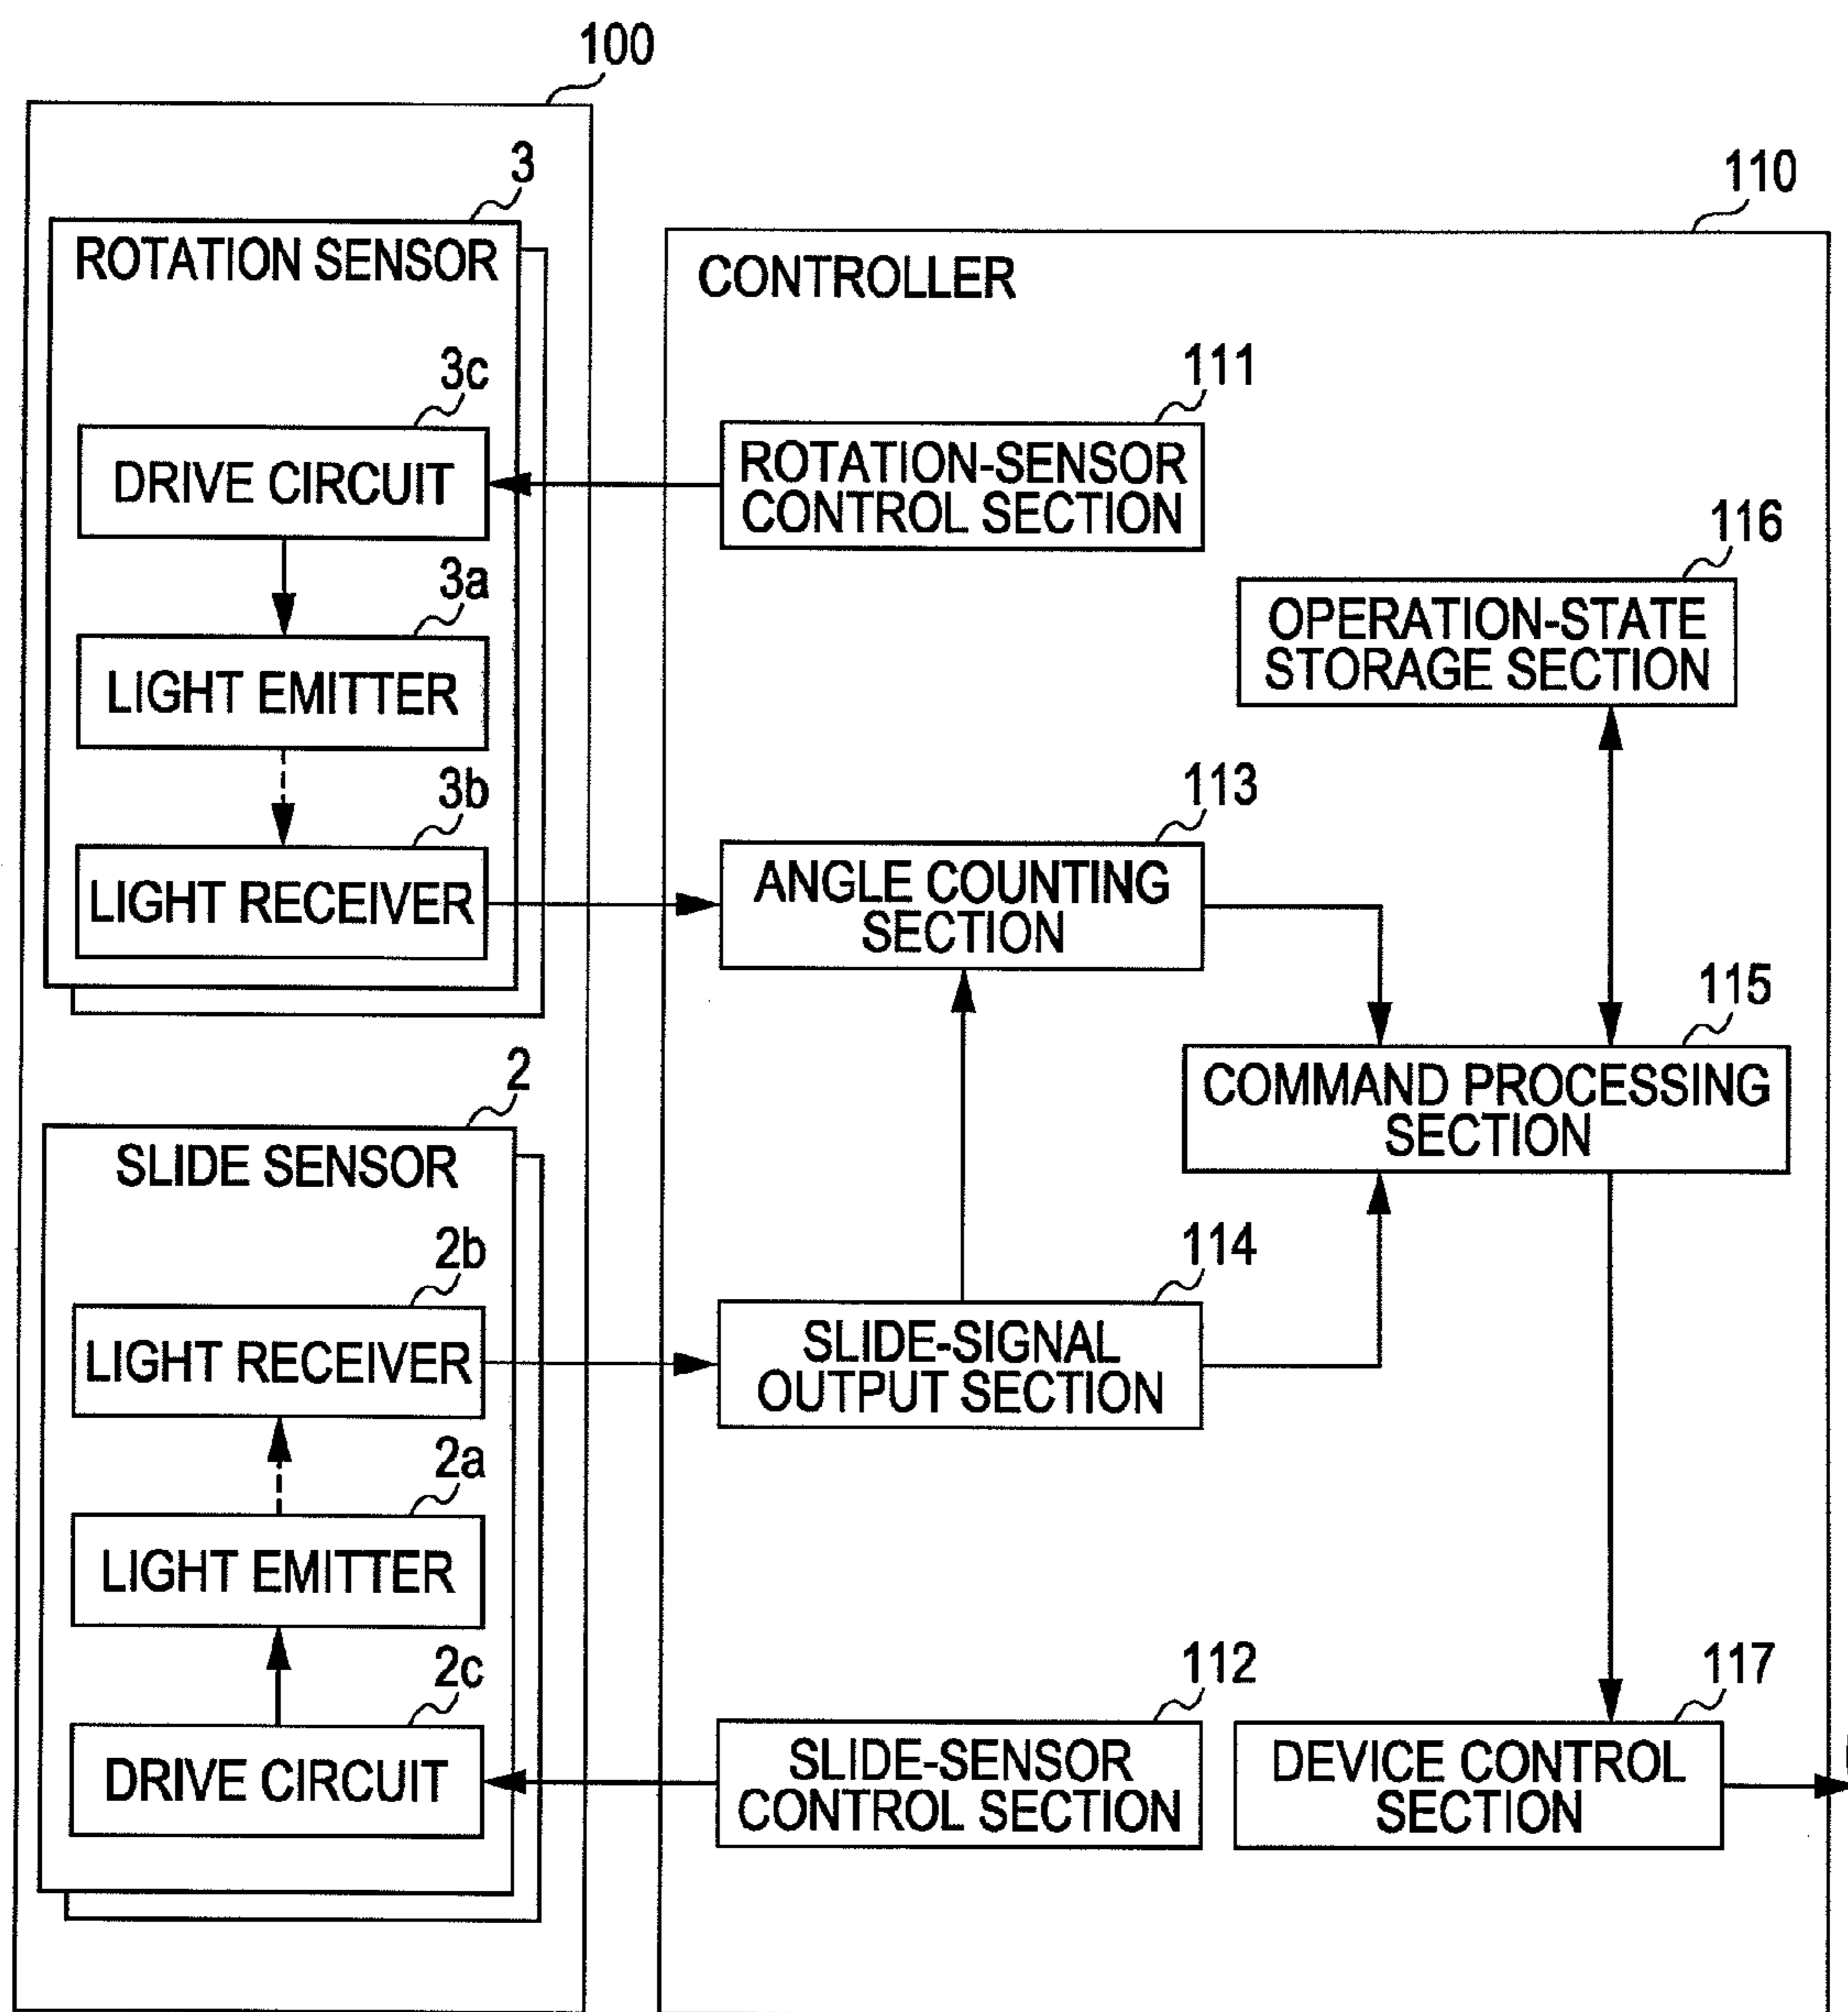 100
3
ROTATION SENSOR
3c
DRIVE CIRCUIT
3a
LIGHT EMITTER
3b
LIGHT RECEIVER
2
SLIDE SENSOR
2b
LIGHT RECEIVER
2a
LIGHT EMITTER
2c
DRIVE CIRCUIT
110
CONTROLLER
111
ROTATION-SENSOR
CONTROL SECTION
116
OPERATION-STATE
STORAGE SECTION
113
ANGLE COUNTING
SECTION
115
COMMAND PROCESSING
SECTION
114
SLIDE-SIGNAL
OUTPUT SECTION
112
SLIDE-SENSOR
CONTROL SECTION
117
DEVICE CONTROL
SECTION